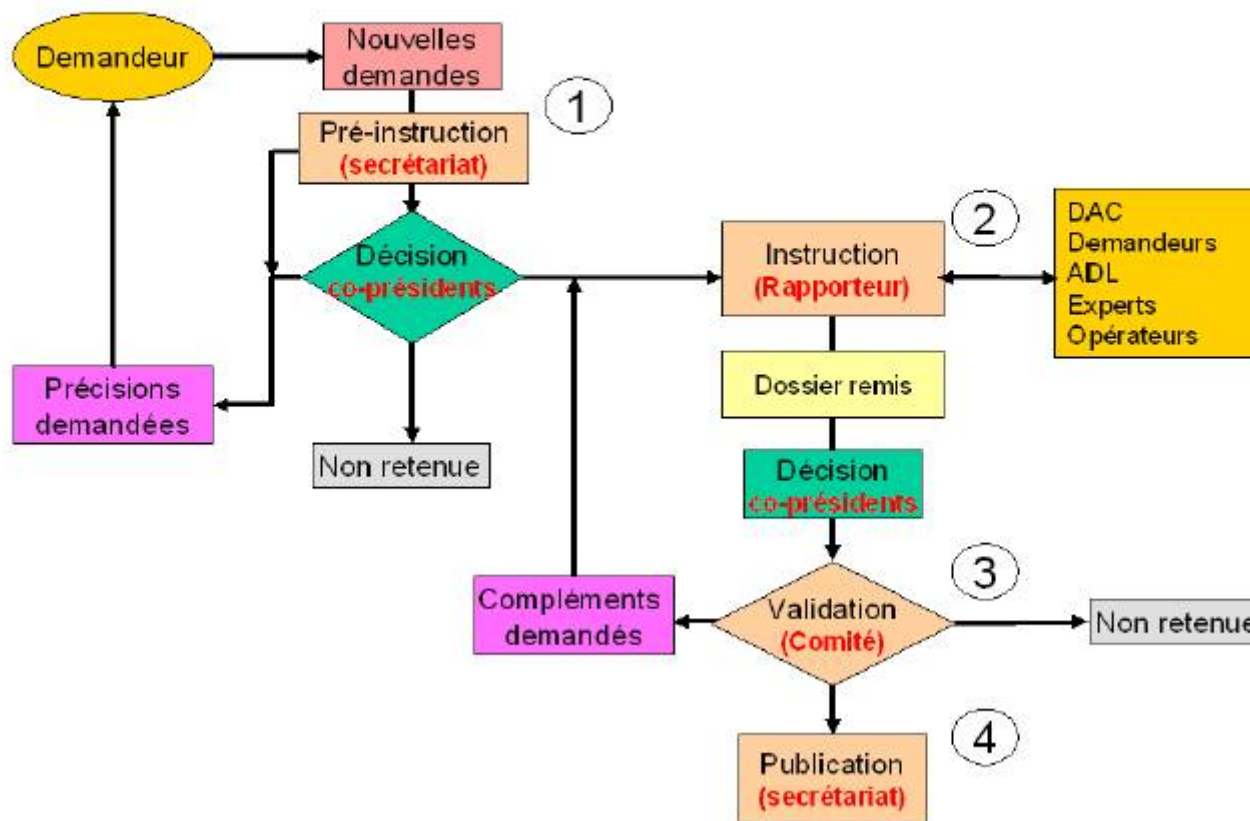 Demandeur
Nouvelles
demandes
1
Pré-instruction
(secrétariat)
Décision
co-présidents
Précisions
demandées
Non retenue
2
Instruction
(Rapporteur)
DAC
Demandeurs
ADL
Experts
Opérateurs
Dossier remis
Décision
co-présidents
3
Compléments
demandés
Validation
(Comité)
Non retenue
4
Publication
(secrétariat)